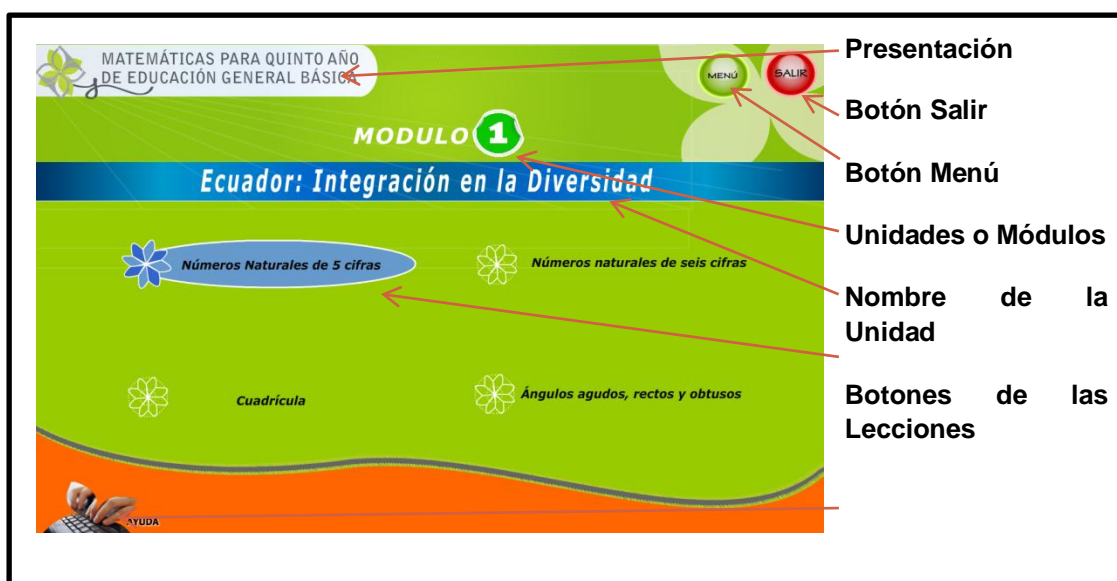 MATEMÁTICAS PARA QUINTO AÑO
DE EDUCACIÓN GENERAL BÁSICA
MENÚ
SALIR
MODULO 1
Ecuador: Integración en la Diversidad
Números Naturales de 5 cifras
Números naturales de seis cifras
Cuadrícula
Ángulos agudos, rectos y obtusos
AYUDA
Presentación
Botón Salir
Botón Menú
Unidades o Módulos
Nombre de la
Unidad
Botones de las
Lecciones